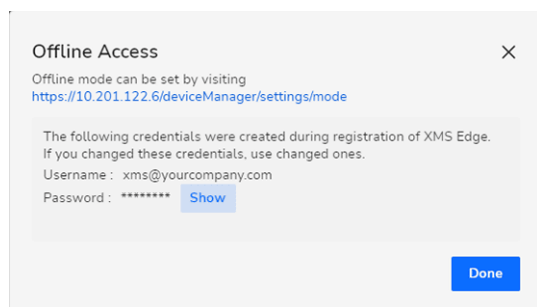 Offline Access
Offline mode can be set by visiting
https://10.201.122.6/deviceManager/settings/mode
The following credentials were created during registration of XMS Edge.
If you changed these credentials, use changed ones.
Username : xms@yourcompany.com
Password : ******** Show
Done